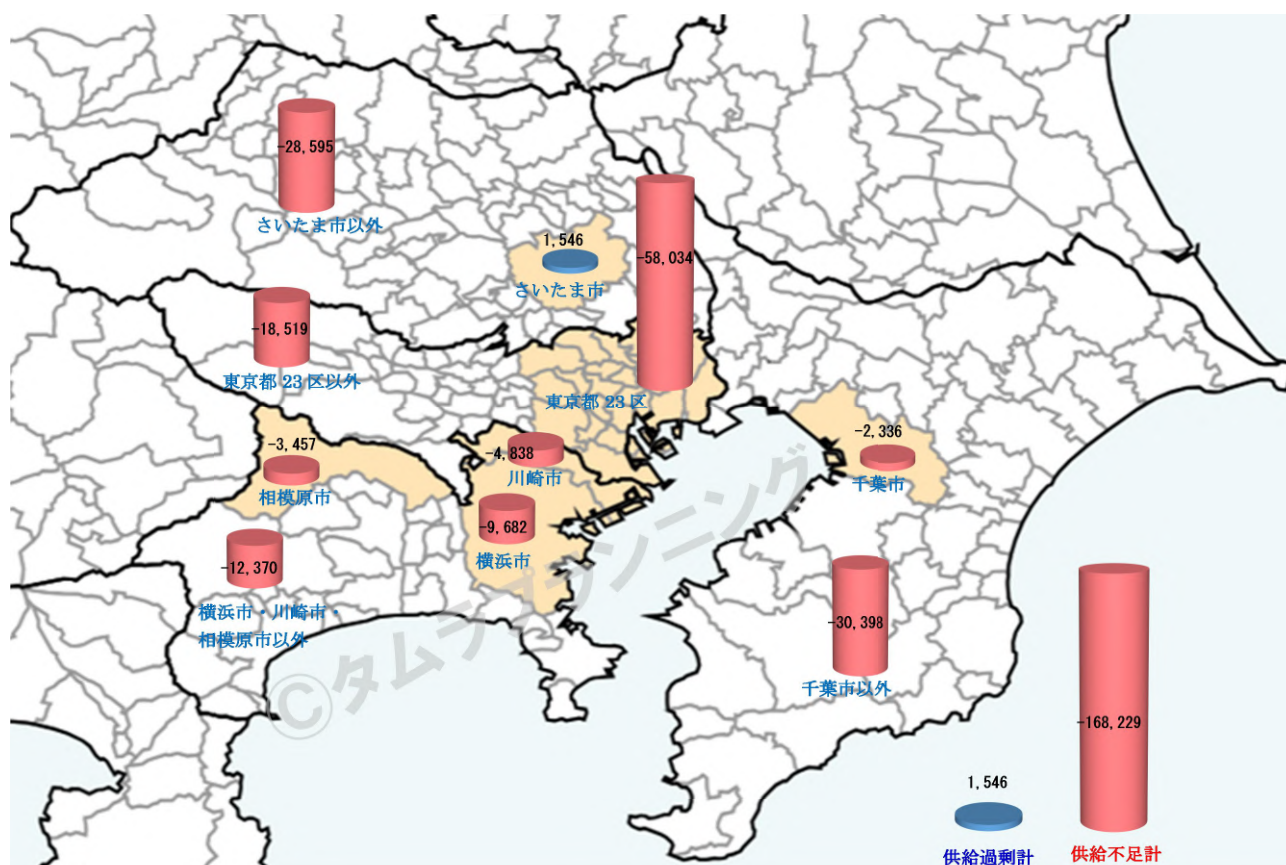 -28,595
さいたま市以外
1,546
さいたま市
-58,034
東京都23区
-18,519
東京都23区以外
-3,457
相模原市
-4,838
川崎市
-9,682
横浜市
-2,336
千葉市
-12,370
横浜市・川崎市・
相模原市以外
-30,398
千葉市以外
©タムラプランニング
1,546
供給過剰計
-168,229
供給不足計